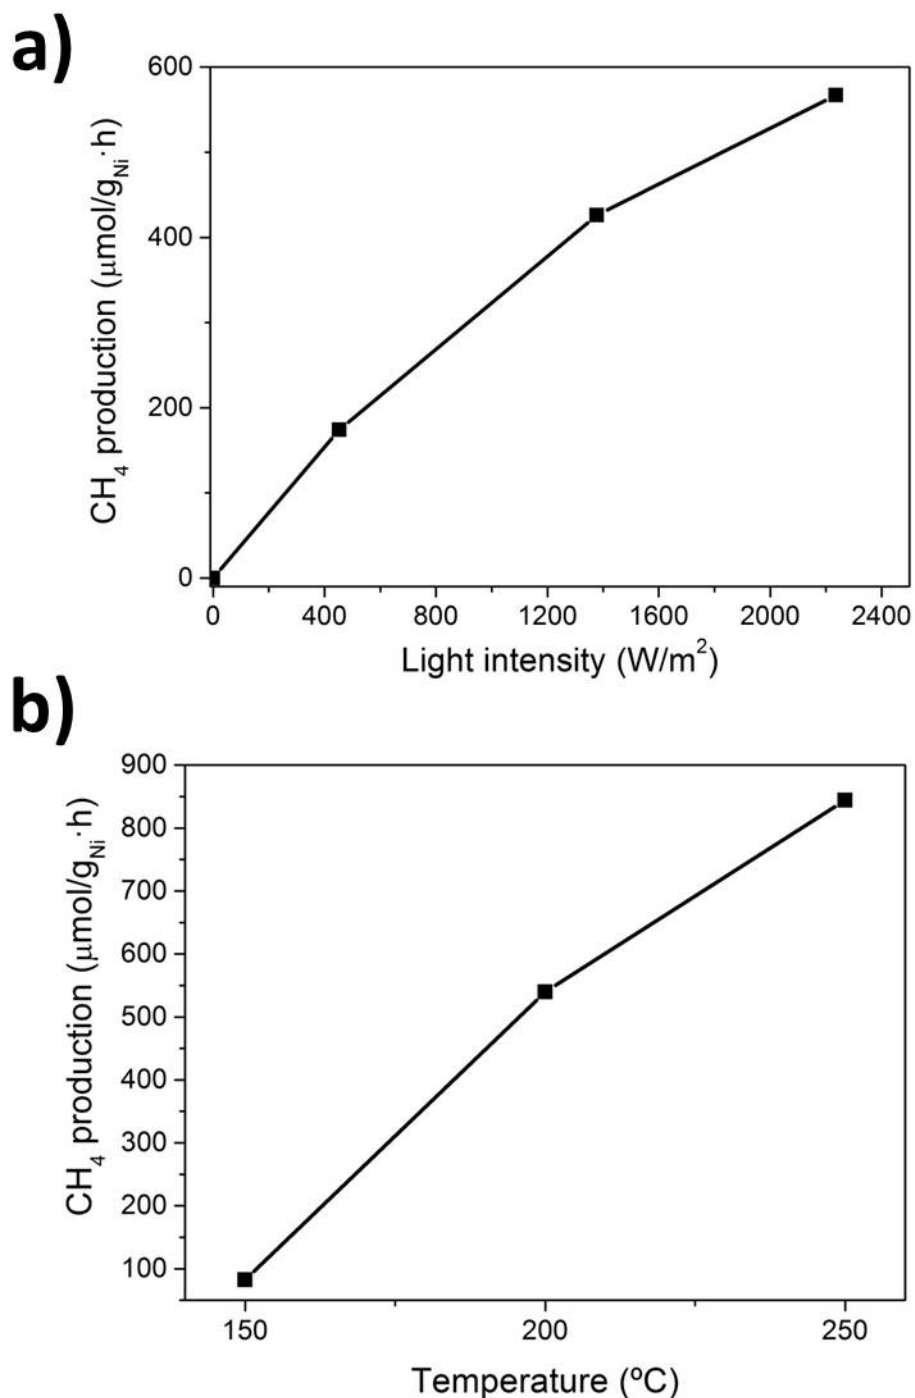 a)
600
400
200
0
CH4 production (μmol/gNi·h)
0 400 800 1200 1600 2000 2400
Light intensity (W/m2)
b)
900
800
700
600
500
400
300
200
100
CH4 production (μmol/gNi·h)
150 200 250
Temperature (ºC)